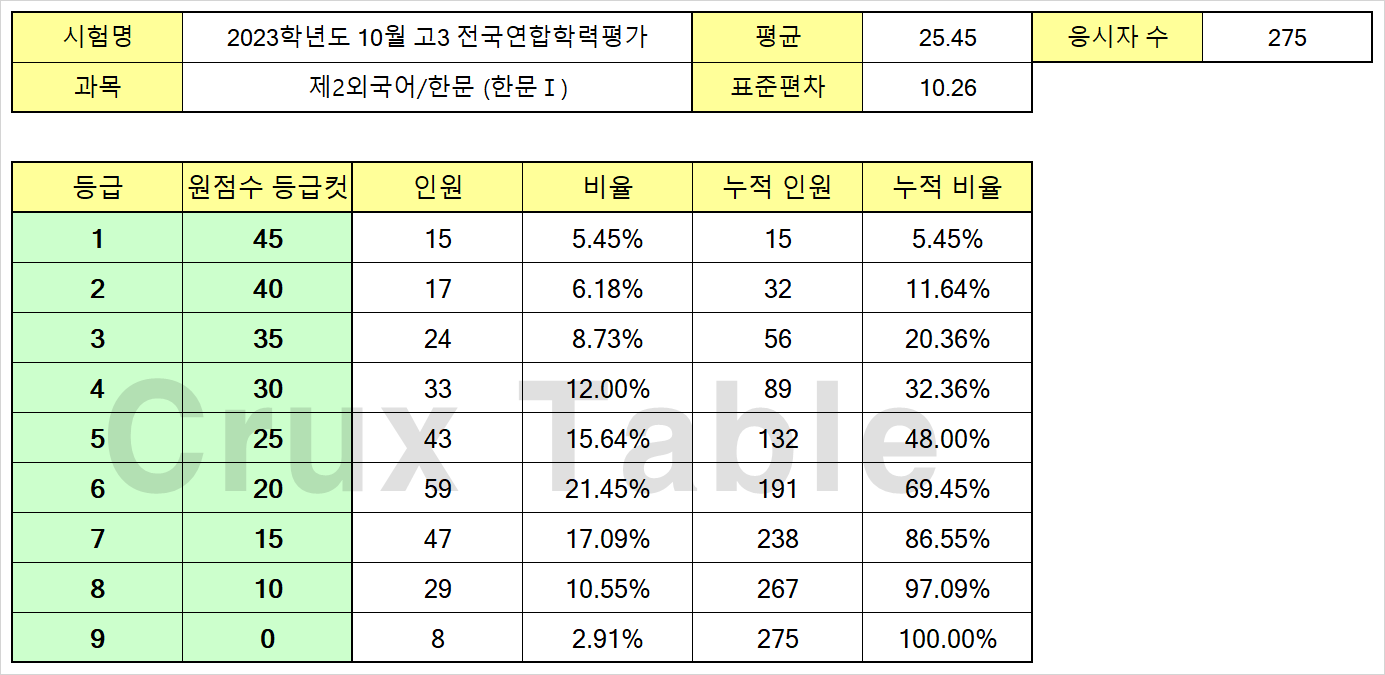 시험명 2023학년도 10월 고3 전국연합학력평가 평균 25.45 응시자 수 275
과목 제2외국어/한문 (한문Ⅰ) 표준편차 10.26
등급 원점수 등급컷 인원 비율 누적 인원 누적 비율
1 45 15 5.45% 15 5.45%
2 40 17 6.18% 32 11.64%
3 35 24 8.73% 56 20.36%
4 30 33 12.00% 89 32.36%
5 25 43 15.64% 132 48.00%
6 20 59 21.45% 191 69.45%
7 15 47 17.09% 238 86.55%
8 10 29 10.55% 267 97.09%
9 0 8 2.91% 275 100.00%
Crux Table